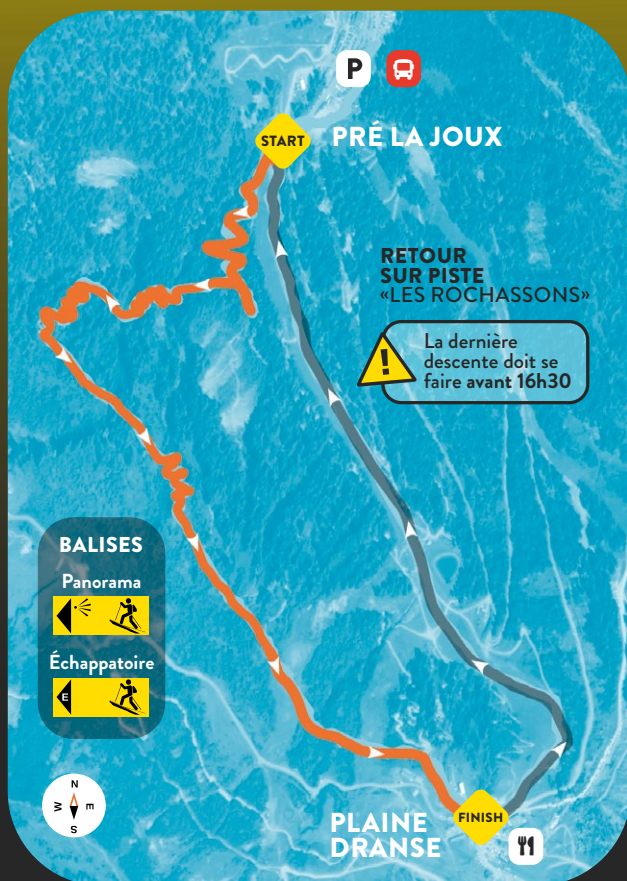 P
START
PRÉ LA JOUX
RETOUR
SUR PISTE
«LES ROCHASSONS»
!
La dernière
descente doit se
faire avant 16h30
BALISES
Panorama
Échappatoire
E
N
W E
S
PLAINE
DRANSE
FINISH